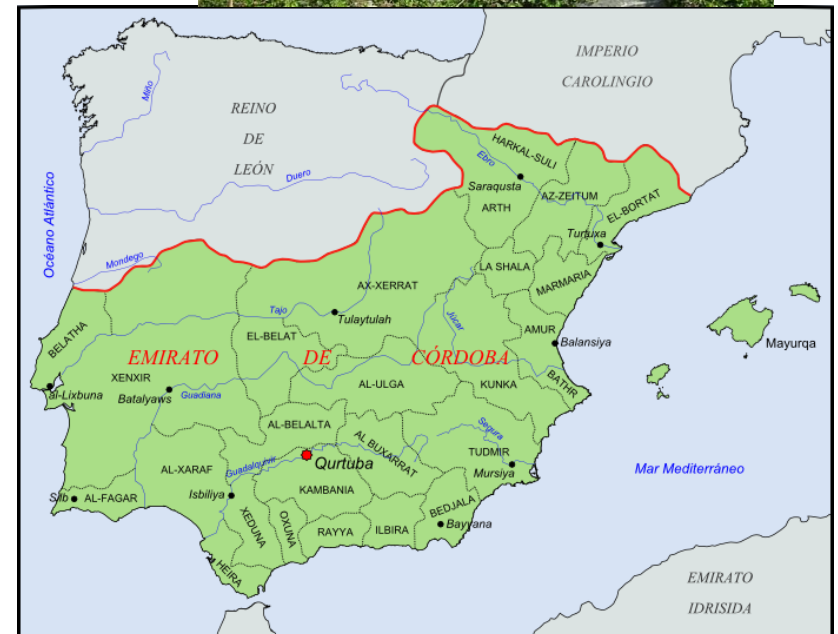 IMPERIO
CAROLINGIO
REINO
DE
LEÓN
Miño
Duero
Océano Atlántico
Mondego
Ebro
HARKAL-SULI
Saraqusta
ARTH
AZ-ZEITUM
EL-BORTAT
Turtuxa
LA SHALA
MARMARIA
AX-XERRAT
Tajo
Tulaytulah
Júcar
BELATHA
EL-BELAT
AMUR
Balansiya
Mayurqa
EMIRATO DE CÓRDOBA
XENXIR
al-Lixbuna
Batalyaws
Guadiana
AL-ULGA
KUNKA
BATHR
AL-BELALTA
Segura
AL BUXARRAT
TUDMIR
Mursiya
Mar Mediterráneo
AL-XARAF
Guadalquivir
Qurtuba
Silb
AL-FAGAR
Isbiliya
KAMBANIA
BEDJALA
Bayyana
XEDUNA
OXUNA
RAYYA
ILBIRA
HEIRA
EMIRATO
IDRISIDA